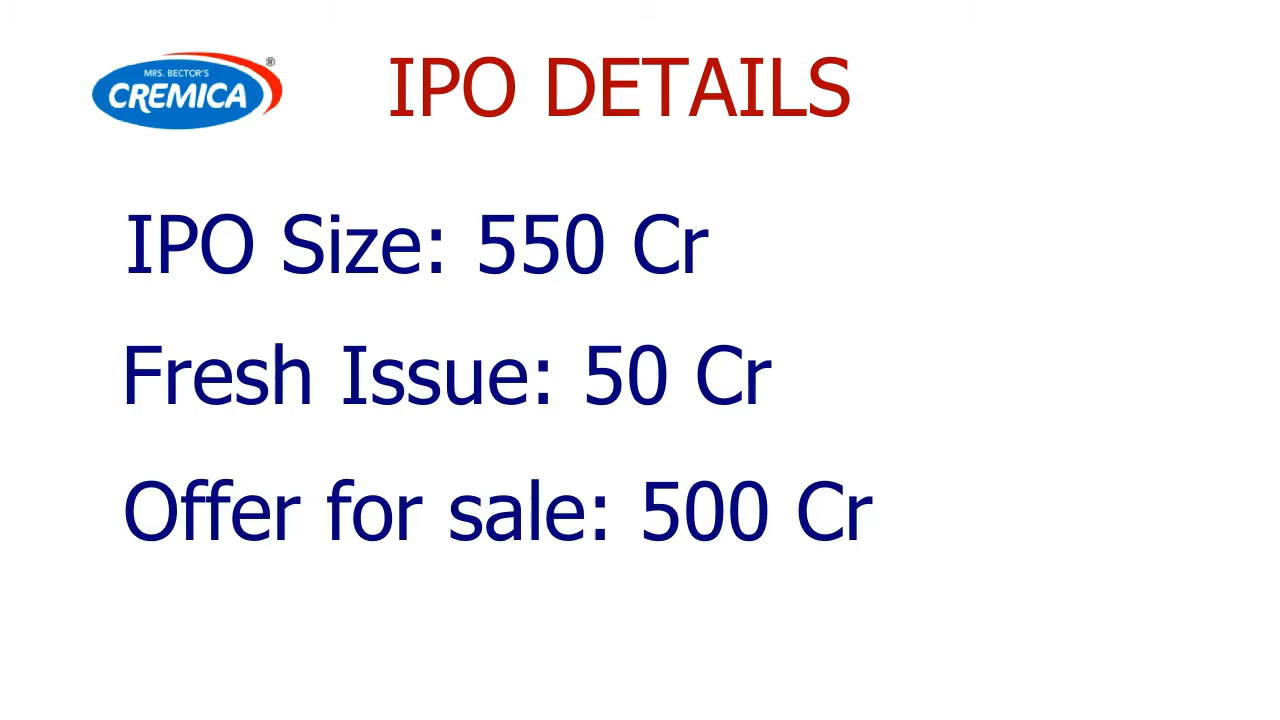 MRS. BECTOR'S
CREMICA
®
IPO DETAILS
IPO Size: 550 Cr
Fresh Issue: 50 Cr
Offer for sale: 500 Cr